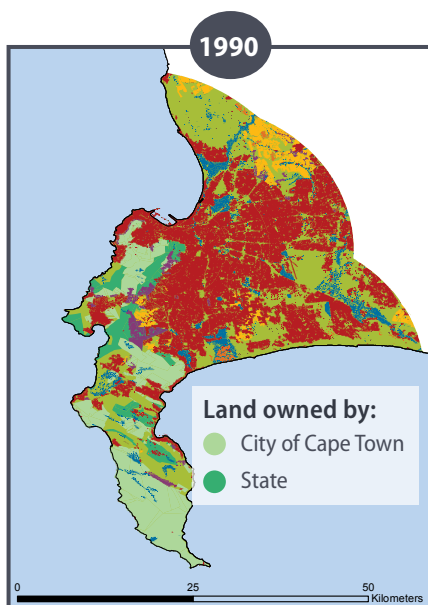 1990
Land owned by:
City of Cape Town
State
0 25 50
Kilometers